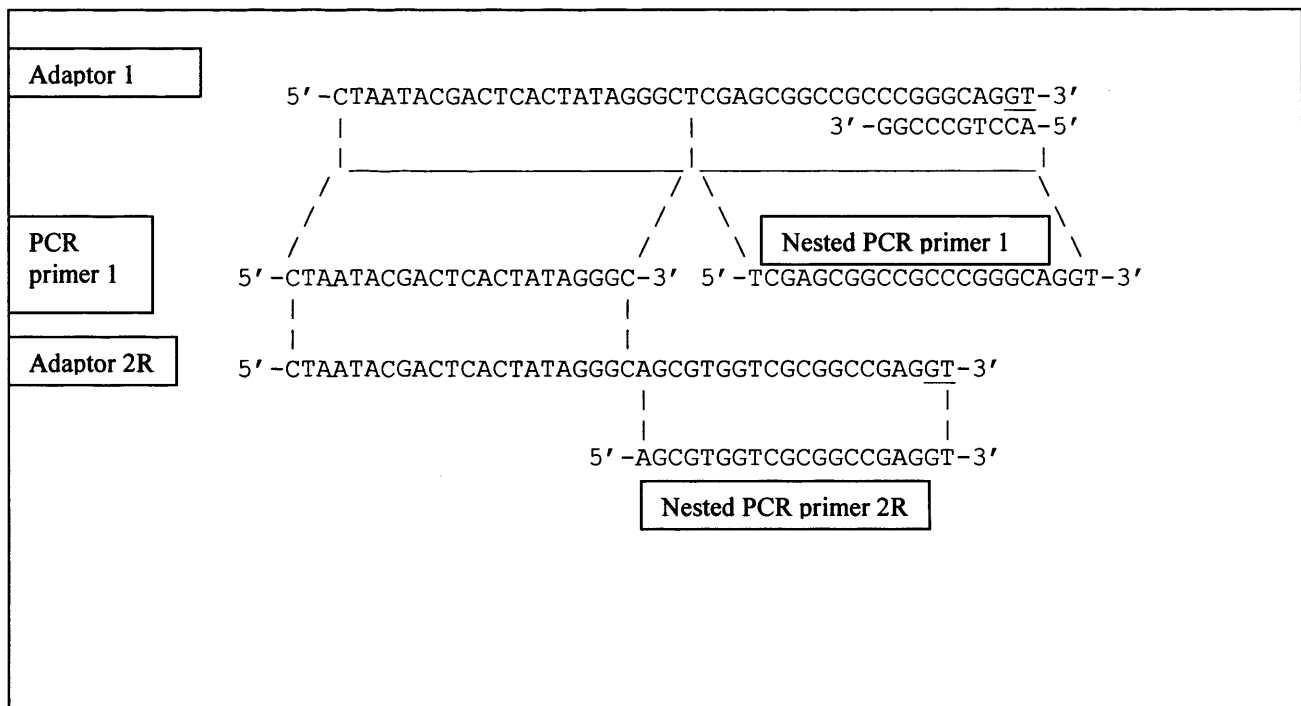 Adaptor 1
5'-CTAATACGACTCACTATAGGGCTCGAGCGGCCGCCCGGGCAGGT-3'
3'-GGCCCGTCCA-5'
PCR
primer 1
Nested PCR primer 1
5'-CTAATACGACTCACTATAGGGC-3' 5'-TCGAGCGGCCGCCCGGGCAGGT-3'
Adaptor 2R
5'-CTAATACGACTCACTATAGGGCAGCGTGGTCGCGGCCGAGGT-3'
5'-AGCGTGGTCGCGGCCGAGGT-3'
Nested PCR primer 2R